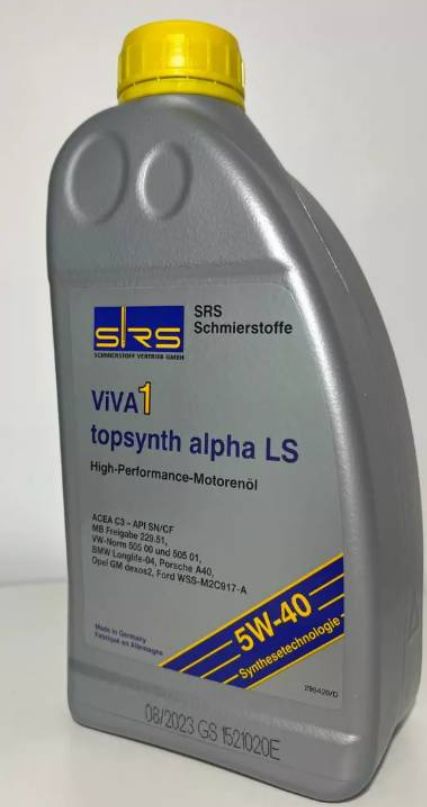 SRS
SCHMIERSTOFF VERTRIEB GMBH
SRS
Schmierstoffe
ViVA1
topsynth alpha LS
High-Performance-Motorenöl
ACEA C3 – API SN/CF
MB Freigabe 229.51,
VW-Norm 505 00 und 505 01,
BMW Longlife-04, Porsche A40,
Opel GM dexos2, Ford WSS-M2C917-A
5W-40
Synthesetechnologie
Made in Germany
Fabriqué en Allemagne
08/2023 GS 1521020E